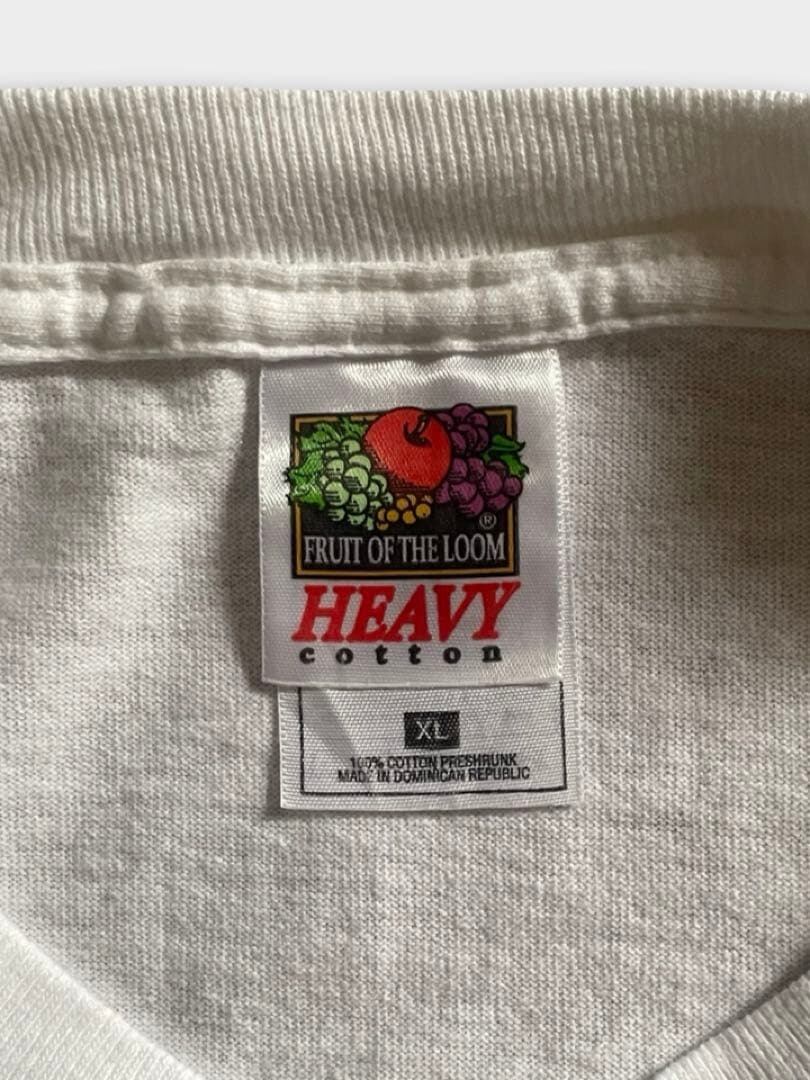 ®
FRUIT OF THE LOOM
HEAVY
cotton
XL
100% COTTON PRESHRUNK
MADE IN DOMINICAN REPUBLIC